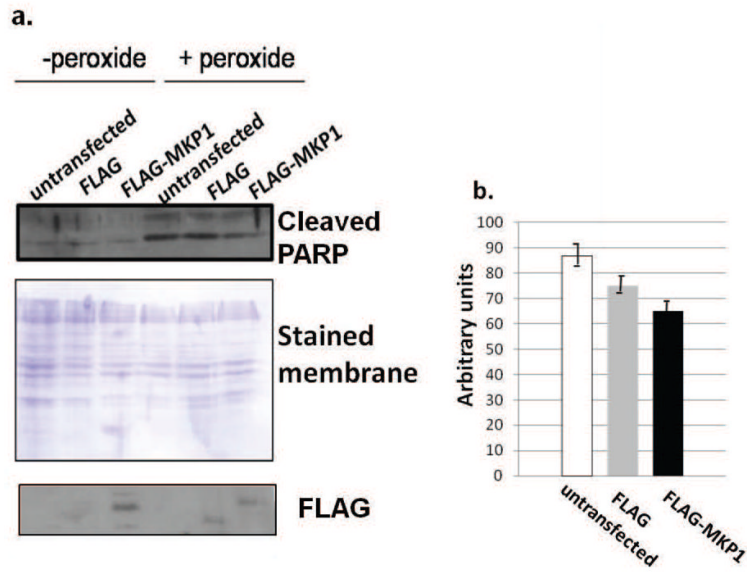 a.
-peroxide + peroxide
untransfected FLAG FLAG-MKP1 untransfected FLAG FLAG-MKP1
Cleaved
PARP
Stained
membrane
FLAG
b.
Arbitrary units
100
90
80
70
60
50
40
30
20
10
0
untransfected FLAG FLAG-MKP1